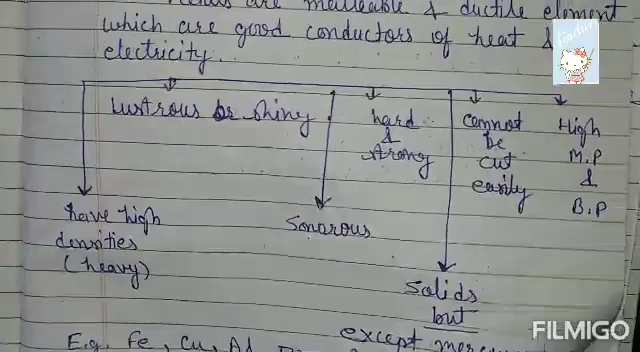 are malleable & ductile element
which are good conductors of heat &
electricity.
Teacher
Lustrous or shiny
hard
&
strong
cannot
be
cut
easily
High
M.P
&
B.P
have high
densities
(heavy)
Sonorous
Solids
but
except
E.g. Fe, Cu, Al
FILMIGO